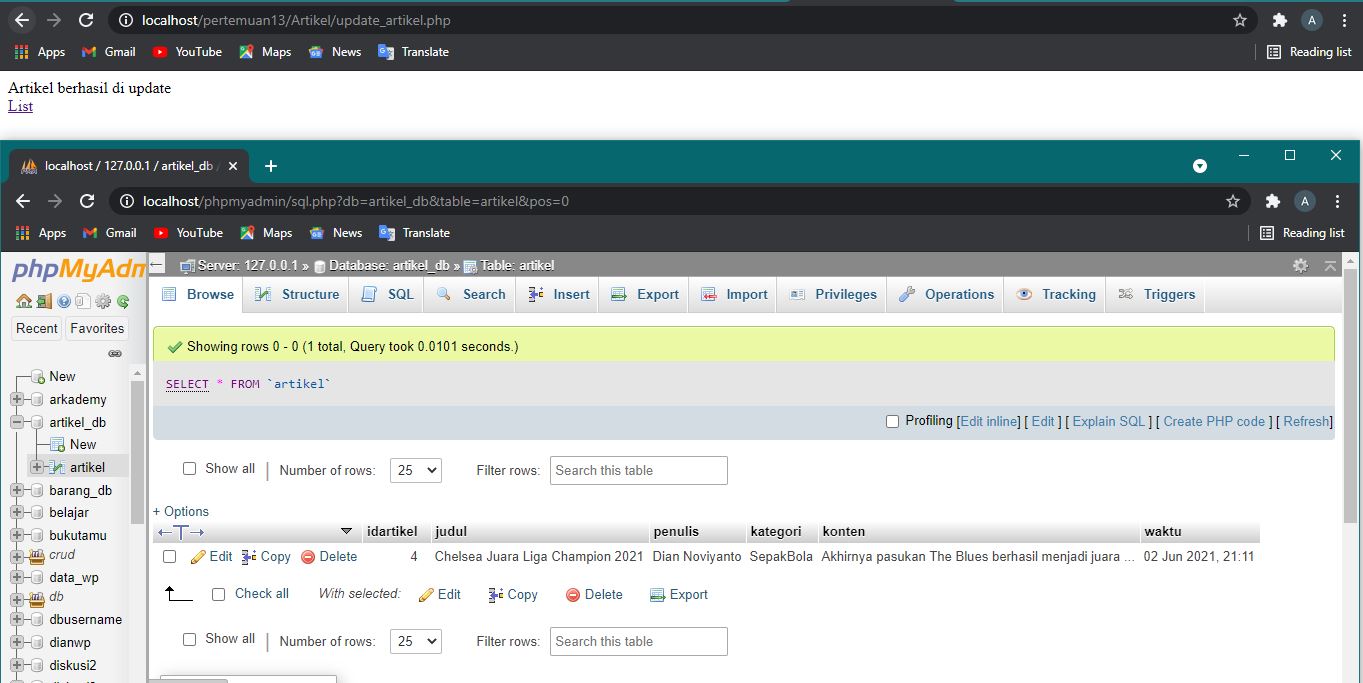 localhost/pertemuan13/Artikel/update_artikel.php
A
Apps Gmail YouTube Maps News Translate Reading list
Artikel berhasil di update
List
localhost / 127.0.0.1 / artikel_db /
localhost/phpmyadmin/sql.php?db=artikel_db&table=artikel&pos=0
A
Apps Gmail YouTube Maps News Translate Reading list
phpMyAdm
Recent Favorites
New
arkademy
artikel_db
New
artikel
barang_db
belajar
bukutamu
crud
data_wp
db
dbusername
dianwp
diskusi2
Server: 127.0.0.1 » Database: artikel_db » Table: artikel
Browse Structure SQL Search Insert Export Import Privileges Operations Tracking Triggers
Showing rows 0 - 0 (1 total, Query took 0.0101 seconds.)
SELECT * FROM `artikel`
Profiling [Edit inline] [ Edit ] [ Explain SQL ] [ Create PHP code ] [ Refresh]
Show all | Number of rows: 25 Filter rows: Search this table
+ Options
←T→ idartikel judul penulis kategori konten waktu
Edit Copy Delete 4 Chelsea Juara Liga Champion 2021 Dian Noviyanto SepakBola Akhirnya pasukan The Blues berhasil menjadi juara ... 02 Jun 2021, 21:11
Check all With selected: Edit Copy Delete Export
Show all | Number of rows: 25 Filter rows: Search this table